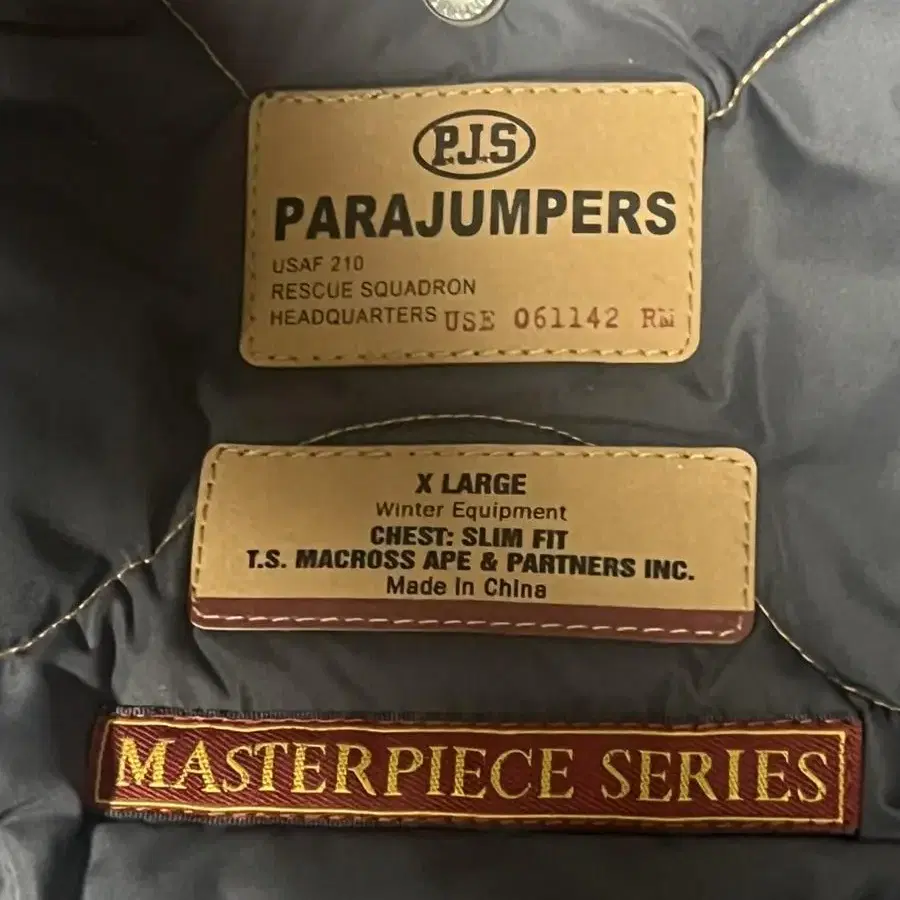 P.J.S
PARAJUMPERS
USAF 210
RESCUE SQUADRON
HEADQUARTERS USE 061142 RM
X LARGE
Winter Equipment
CHEST: SLIM FIT
T.S. MACROSS APE & PARTNERS INC.
Made In China
MASTERPIECE SERIES